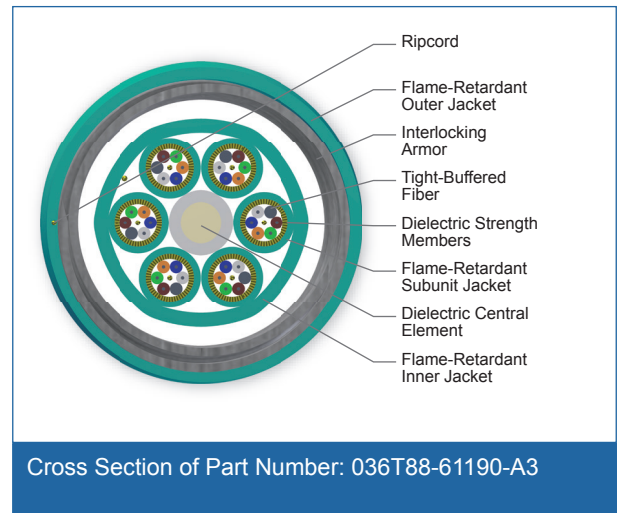 Ripcord
Flame-Retardant
Outer Jacket
Interlocking
Armor
Tight-Buffered
Fiber
Dielectric Strength
Members
Flame-Retardant
Subunit Jacket
Dielectric Central
Element
Flame-Retardant
Inner Jacket
Cross Section of Part Number: 036T88-61190-A3